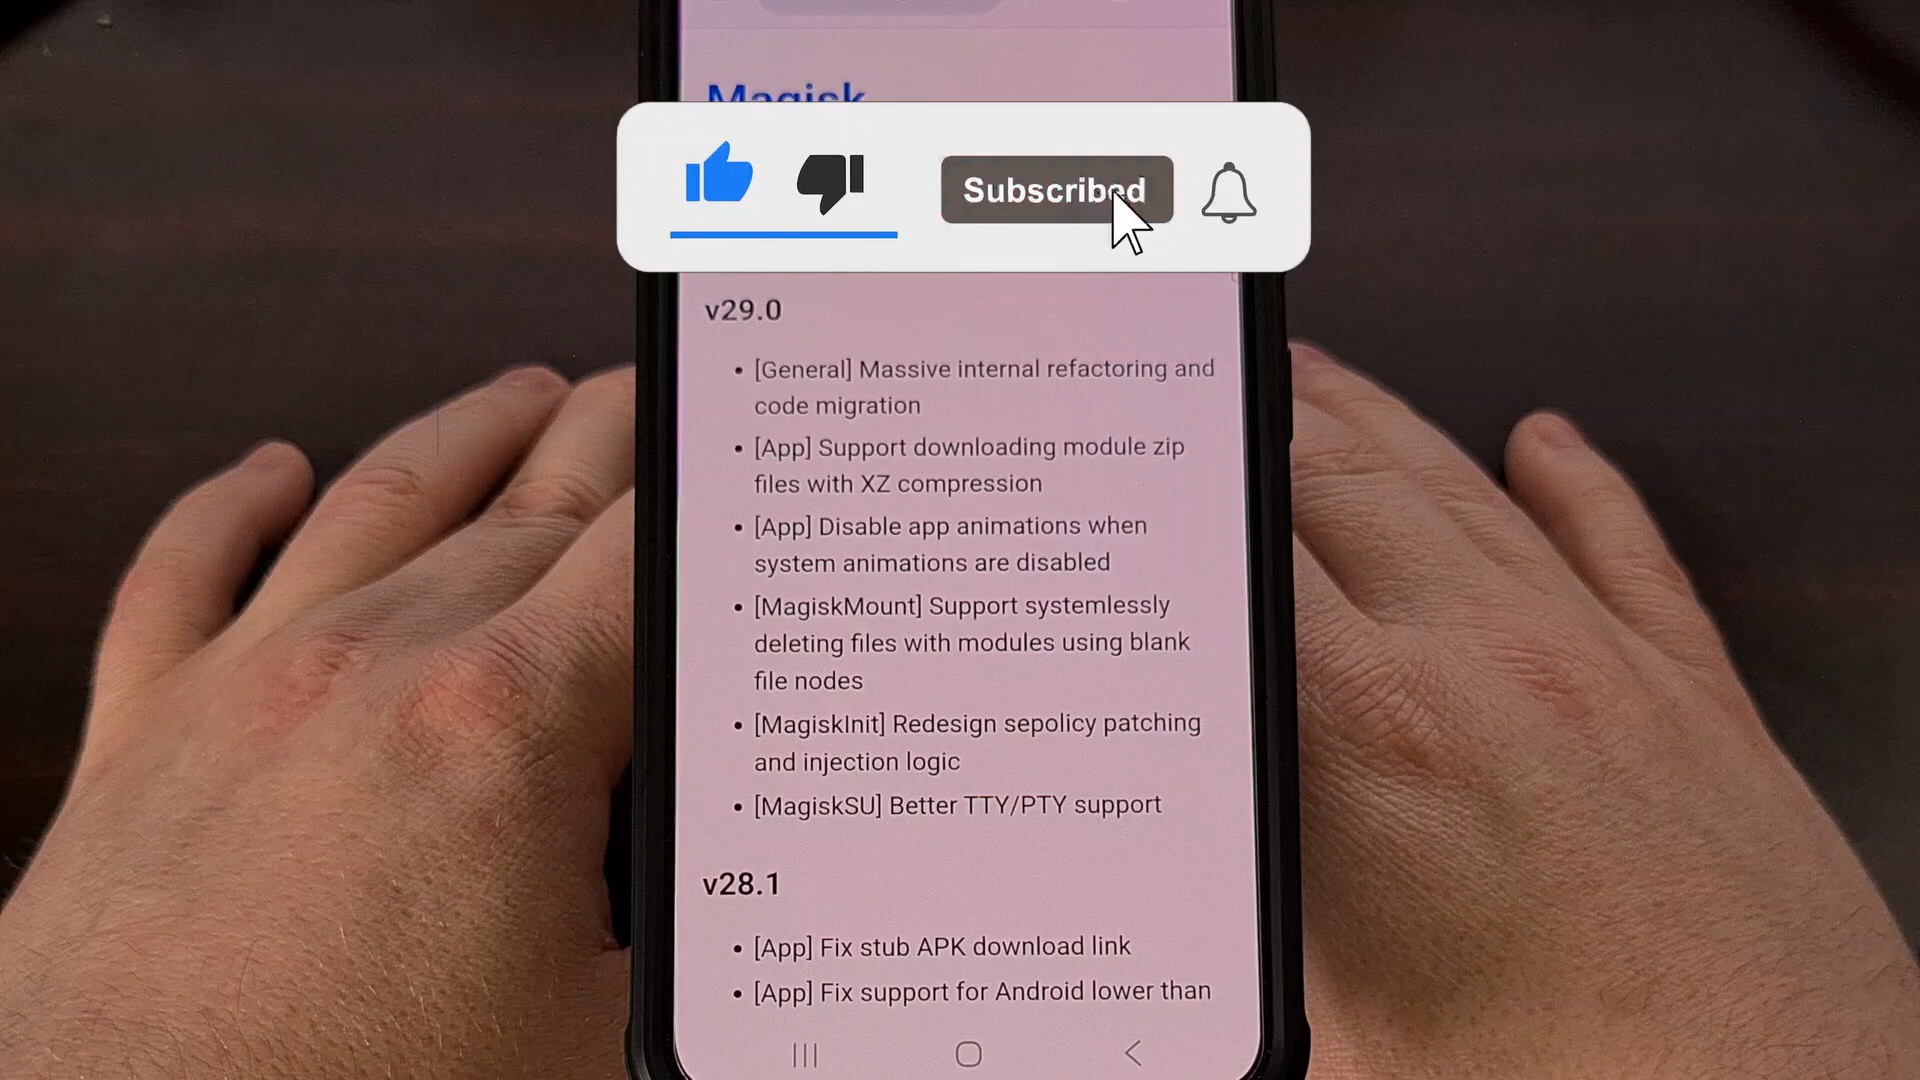 Magisk
Subscribed
v29.0
• [General] Massive internal refactoring and
code migration
• [App] Support downloading module zip
files with XZ compression
• [App] Disable app animations when
system animations are disabled
• [MagiskMount] Support systemlessly
deleting files with modules using blank
file nodes
• [MagiskInit] Redesign sepolicy patching
and injection logic
• [MagiskSU] Better TTY/PTY support
v28.1
• [App] Fix stub APK download link
• [App] Fix support for Android lower than